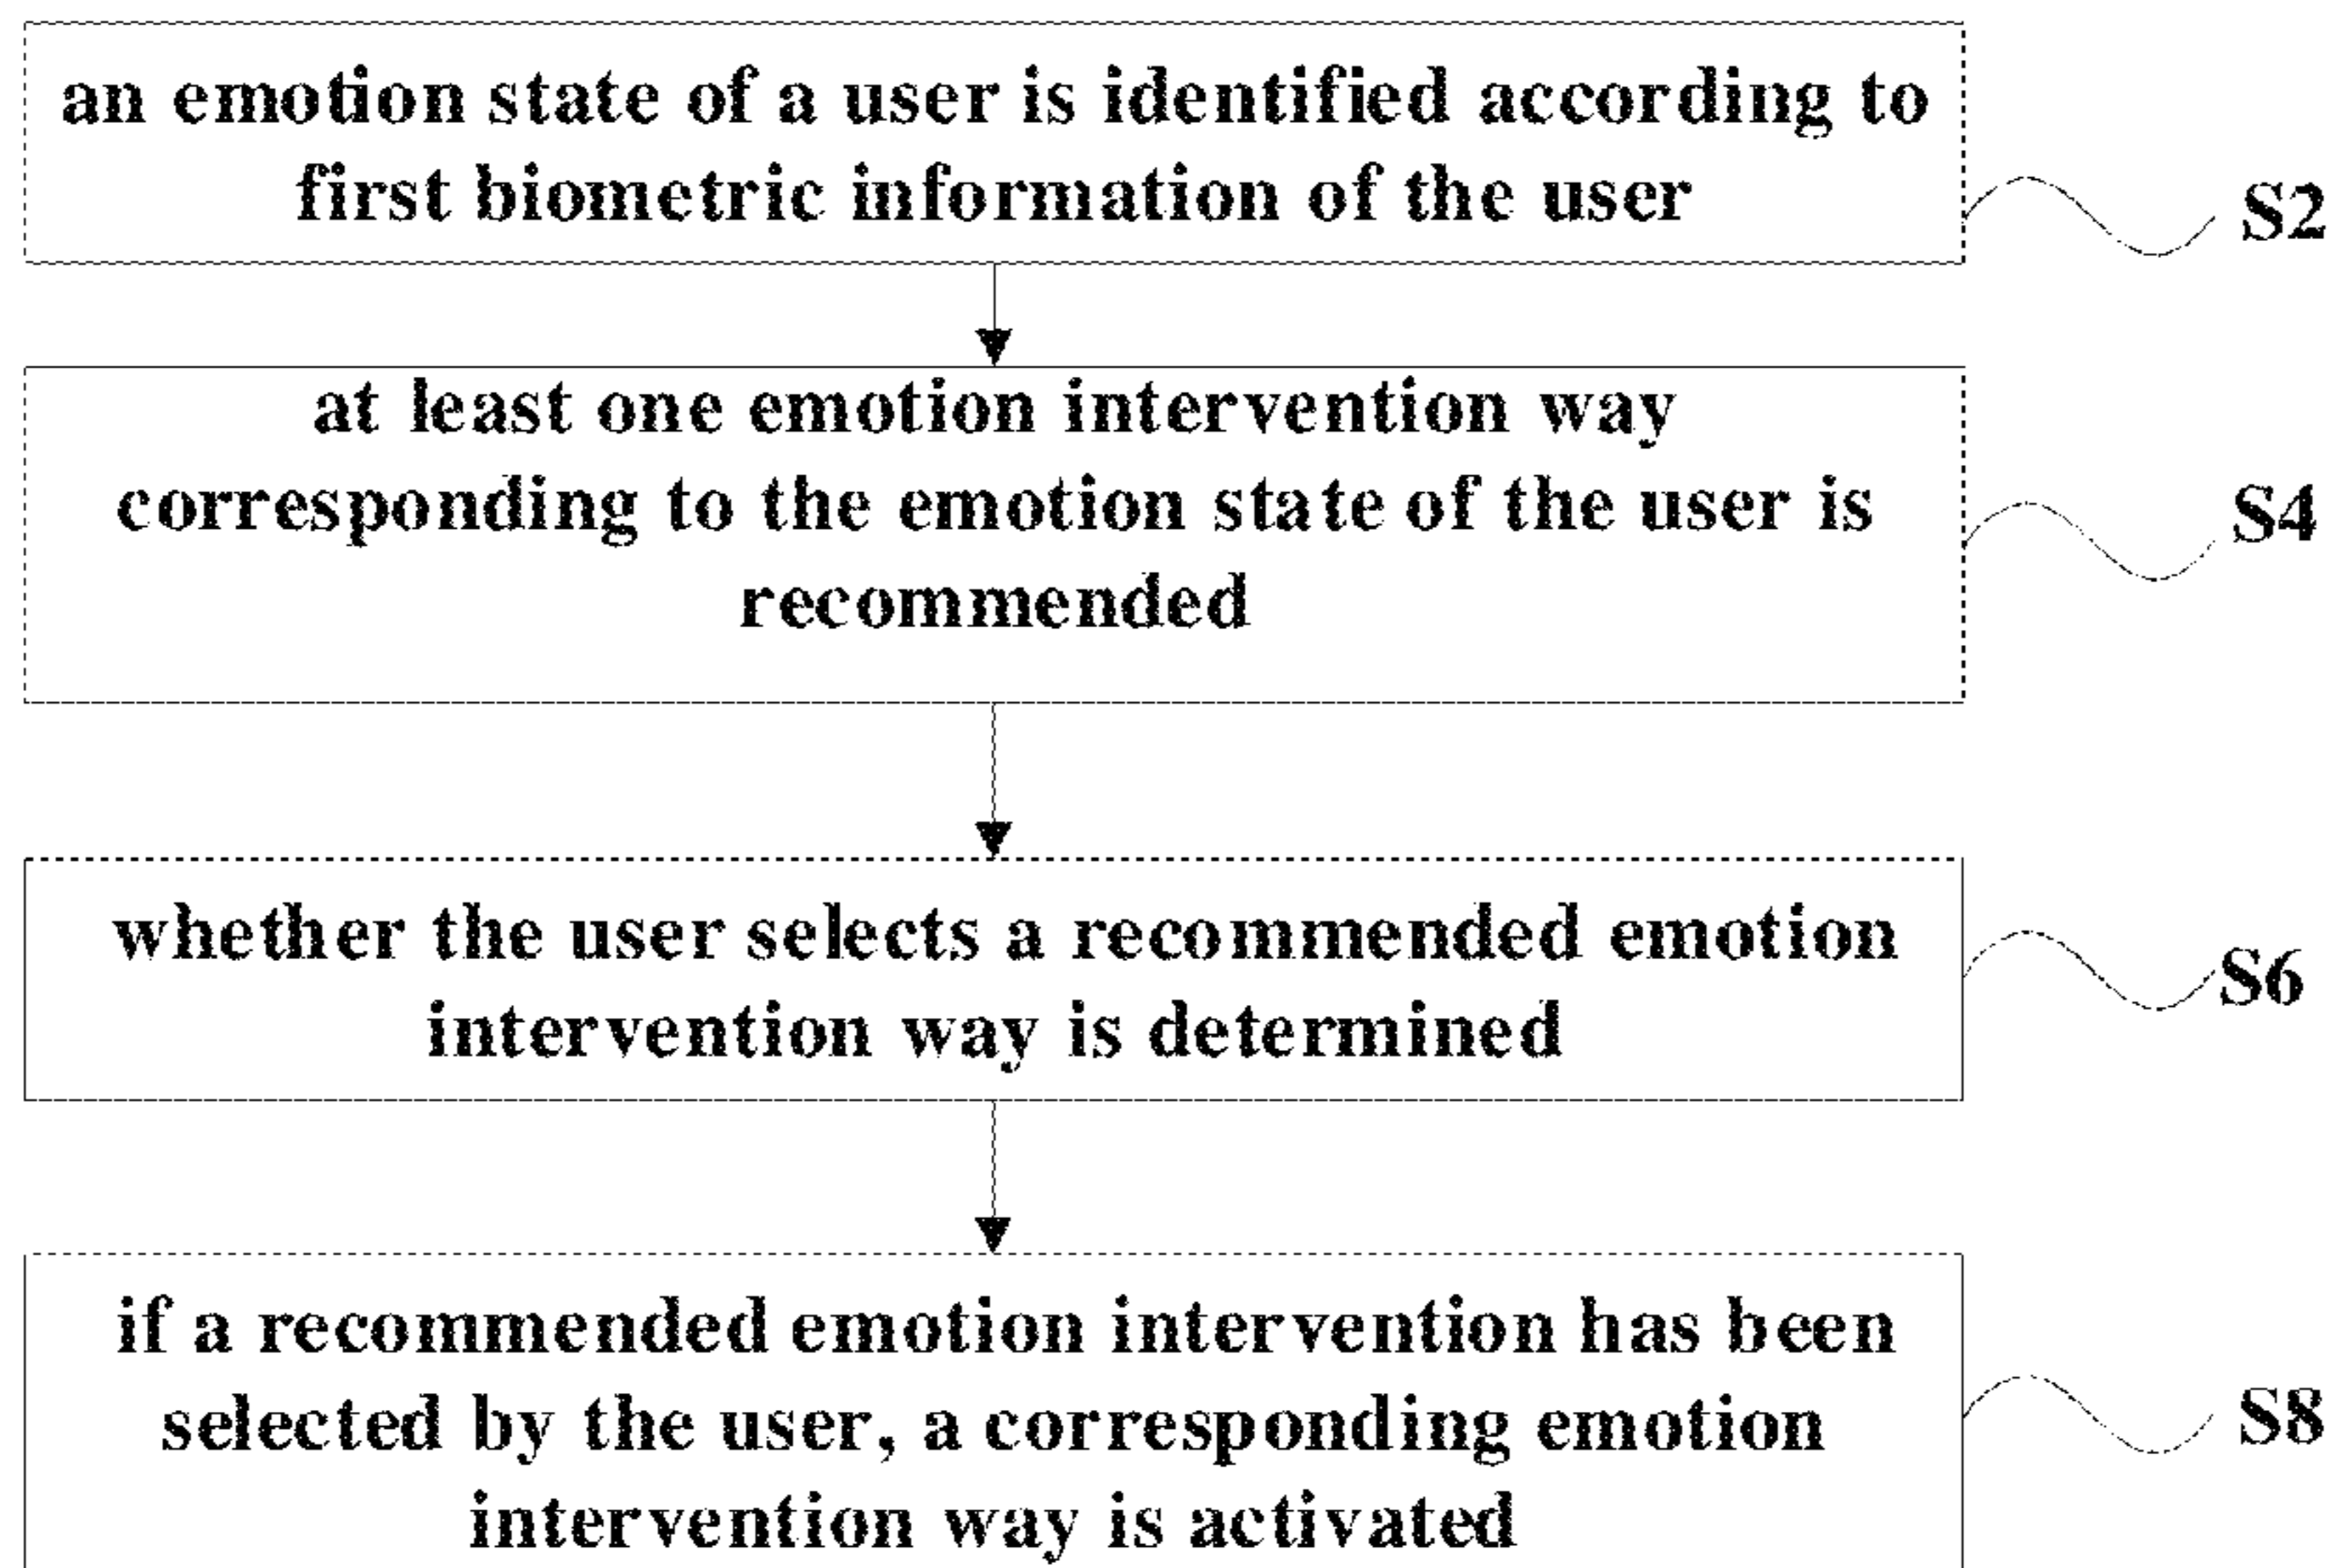 an emotion state of a user is identified according to
first biometric information of the user
S2
at least one emotion intervention way
corresponding to the emotion state of the user is
recommended
S4
whether the user selects a recommended emotion
intervention way is determined
S6
if a recommended emotion intervention has been
selected by the user, a corresponding emotion
intervention way is activated
S8